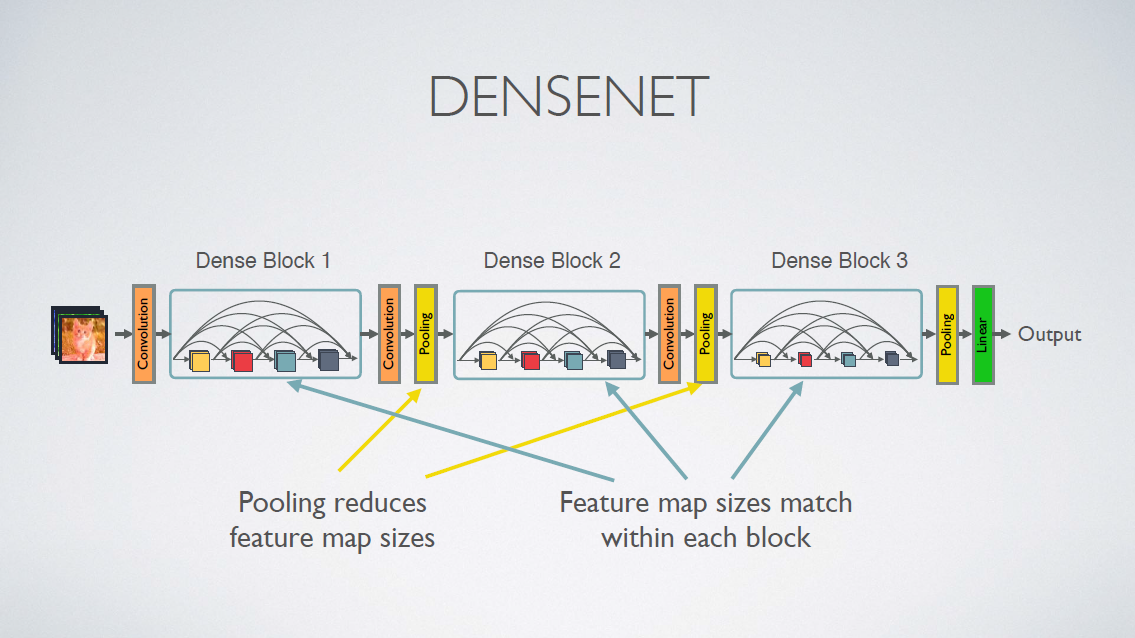 DENSENET
Dense Block 1
Dense Block 2
Dense Block 3
Convolution
Convolution
Pooling
Convolution
Pooling
Pooling
Linear
Output
Pooling reduces
feature map sizes
Feature map sizes match
within each block